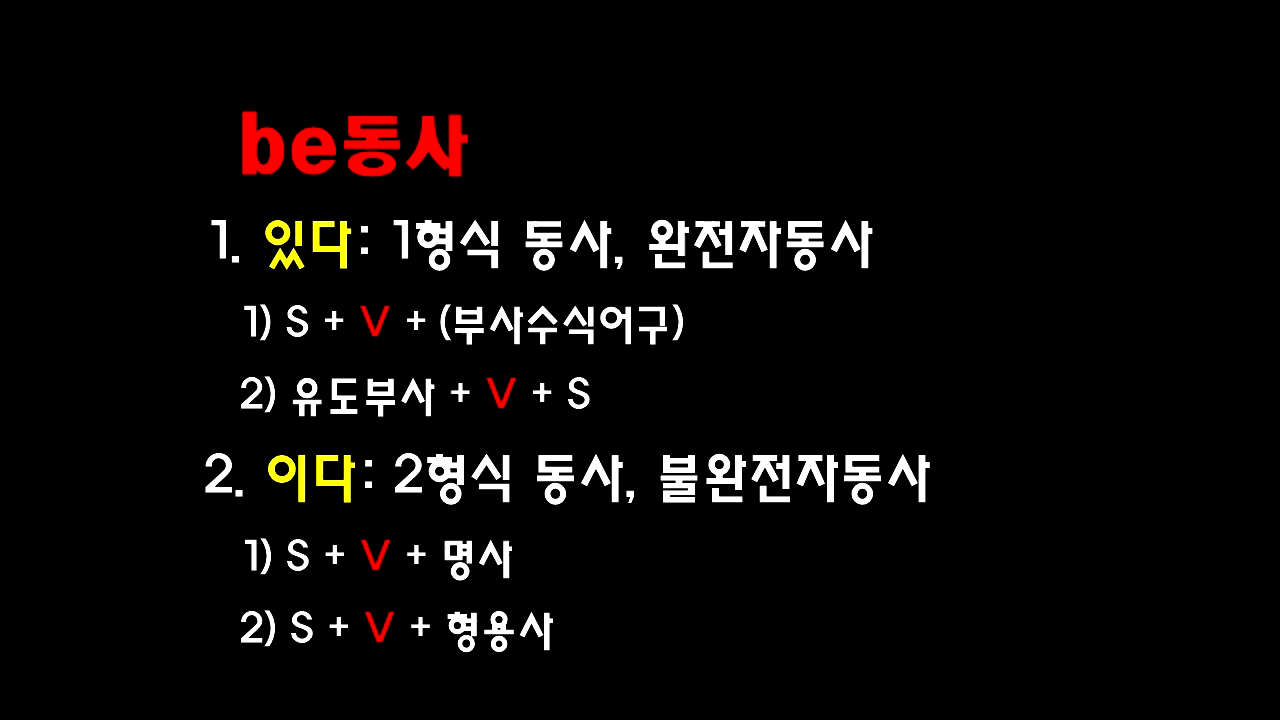 be동사
1. 있다: 1형식 동사, 완전자동사
1) S + V + (부사수식어구)
2) 유도부사 + V + S
2. 이다: 2형식 동사, 불완전자동사
1) S + V + 명사
2) S + V + 형용사